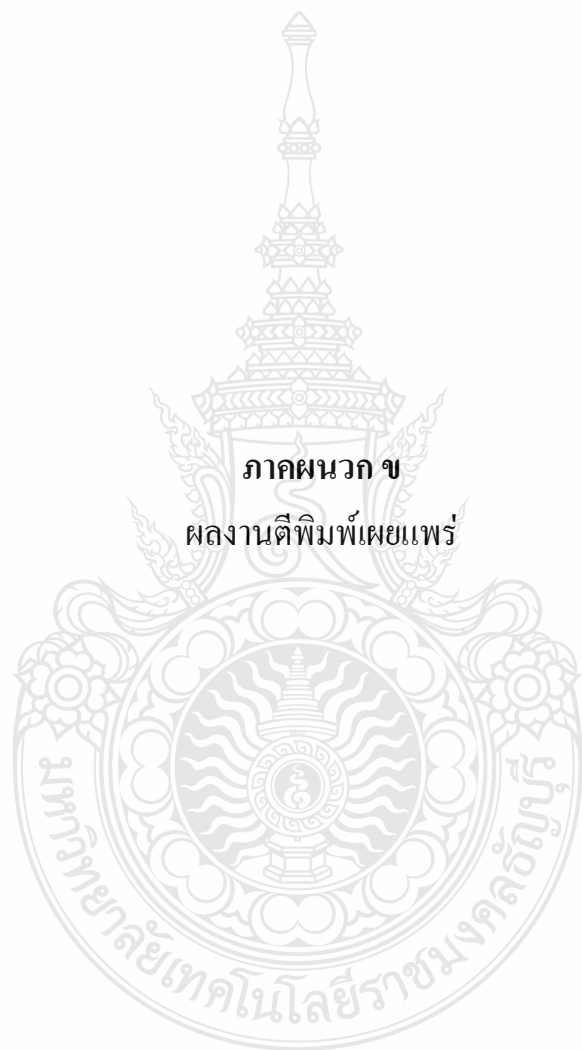 ภาคผนวก ข
ผลงานตีพิมพ์เผยแพร่
มหาวิทยาลัยเทคโนโลยีราชมงคลธัญบุรี